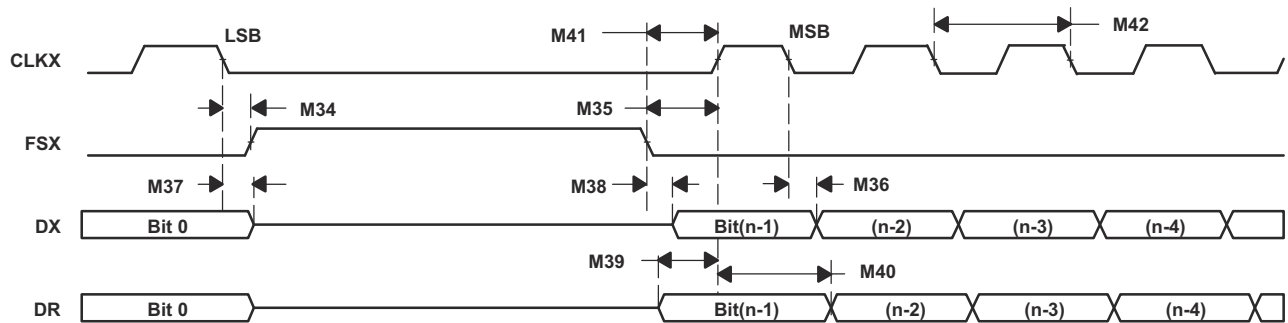 LSB M41 MSB M42
CLKX
M34 M35
FSX
M37 M38 M36
DX Bit 0 Bit(n-1) (n-2) (n-3) (n-4)
M39 M40
DR Bit 0 Bit(n-1) (n-2) (n-3) (n-4)